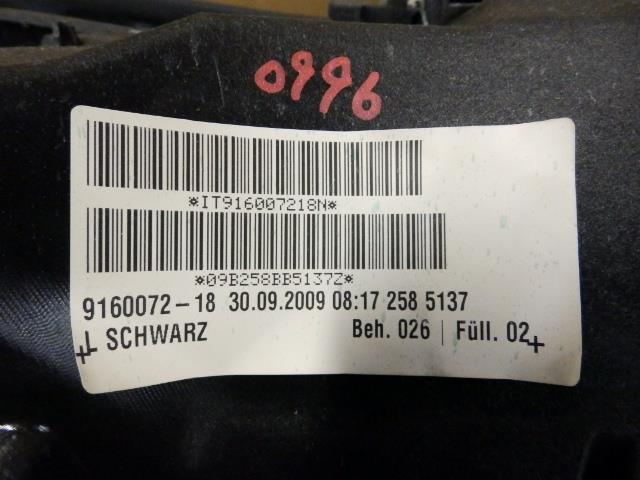 0996
*IT916007218N*
*09B258BB5137Z*
9160072-18 30.09.2009 08:17 258 5137
L SCHWARZ Beh. 026 | Füll. 02